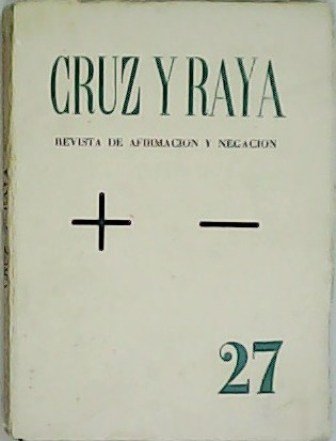 CRUZ Y RAYA
REVISTA DE AFIRMACION Y NEGACION
+ −
27